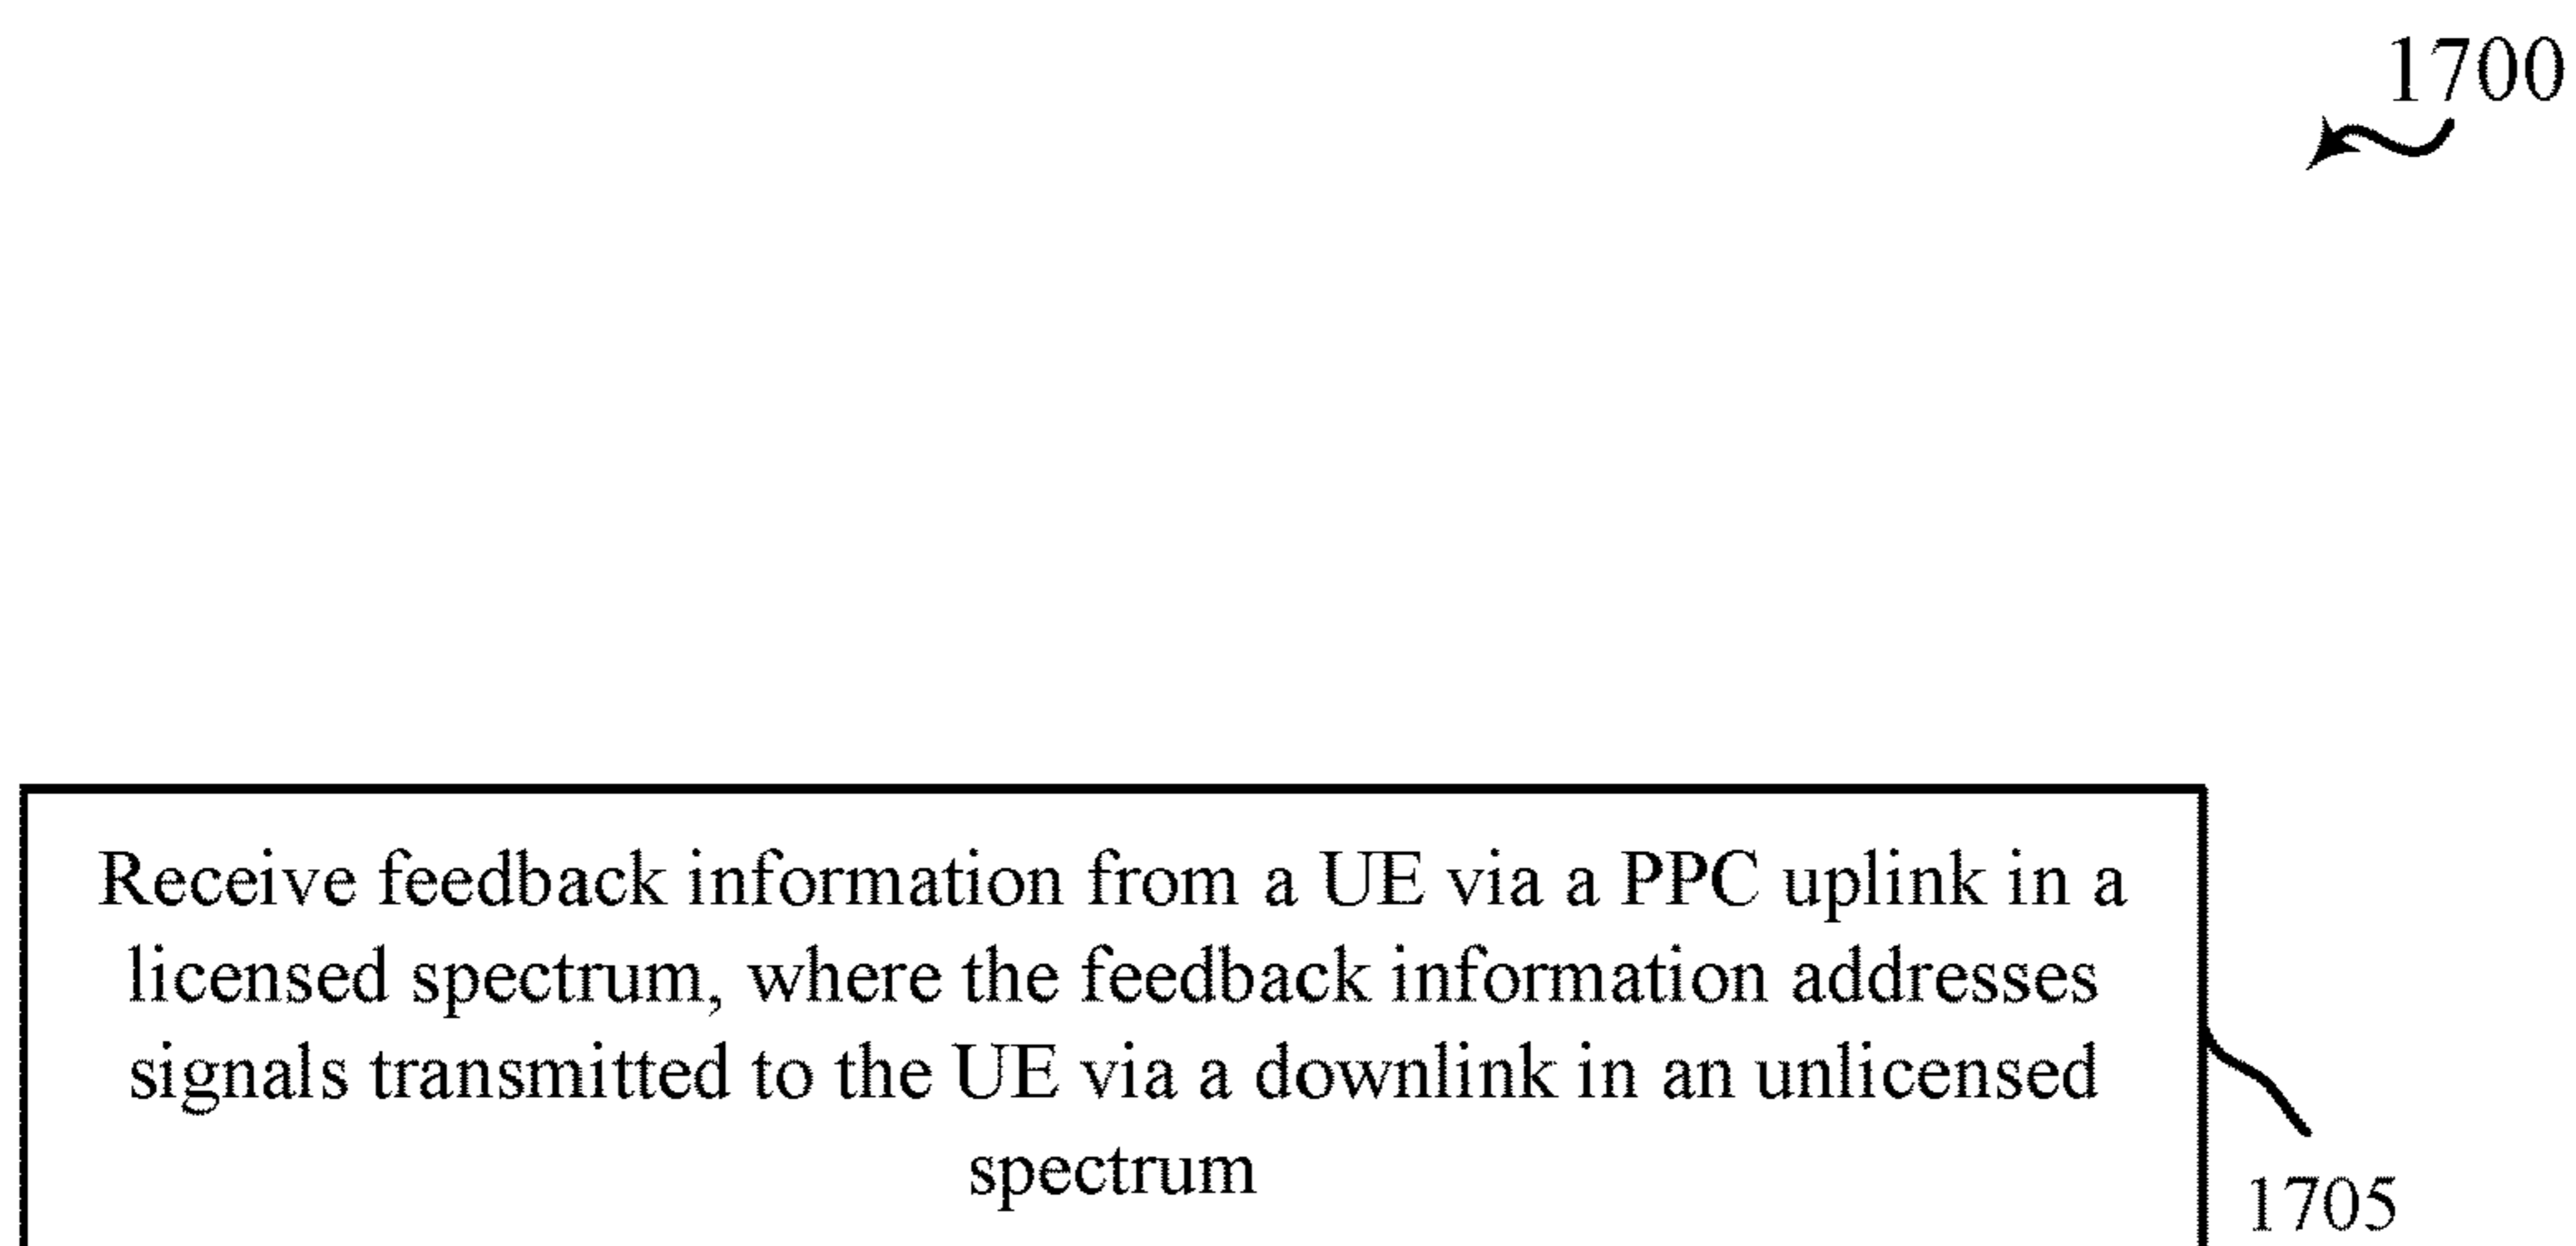 1700
Receive feedback information from a UE via a PPC uplink in a
licensed spectrum, where the feedback information addresses
signals transmitted to the UE via a downlink in an unlicensed
spectrum
1705